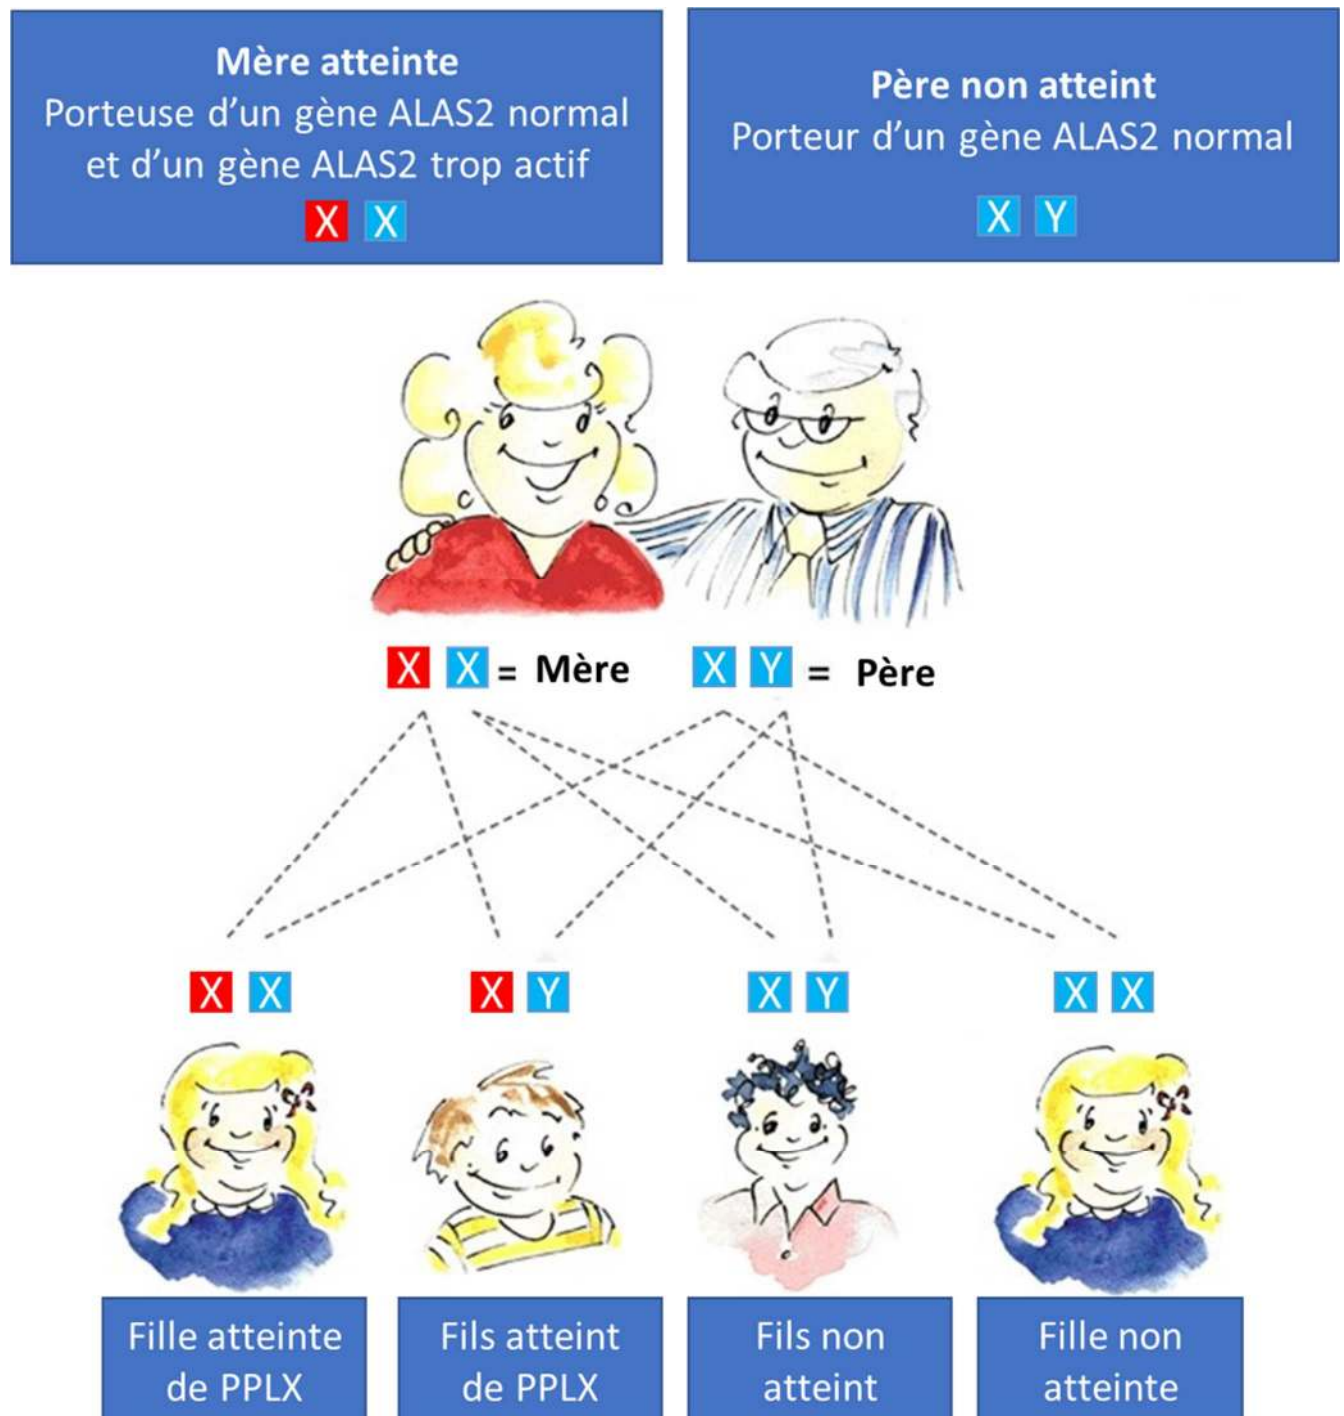 Mère atteinte
Porteuse d'un gène ALAS2 normal
et d'un gène ALAS2 trop actif
X X
Père non atteint
Porteur d'un gène ALAS2 normal
X Y
X X = Mère
X Y = Père
X X
X Y
X Y
X X
Fille atteinte
de PPLX
Fils atteint
de PPLX
Fils non
atteint
Fille non
atteinte